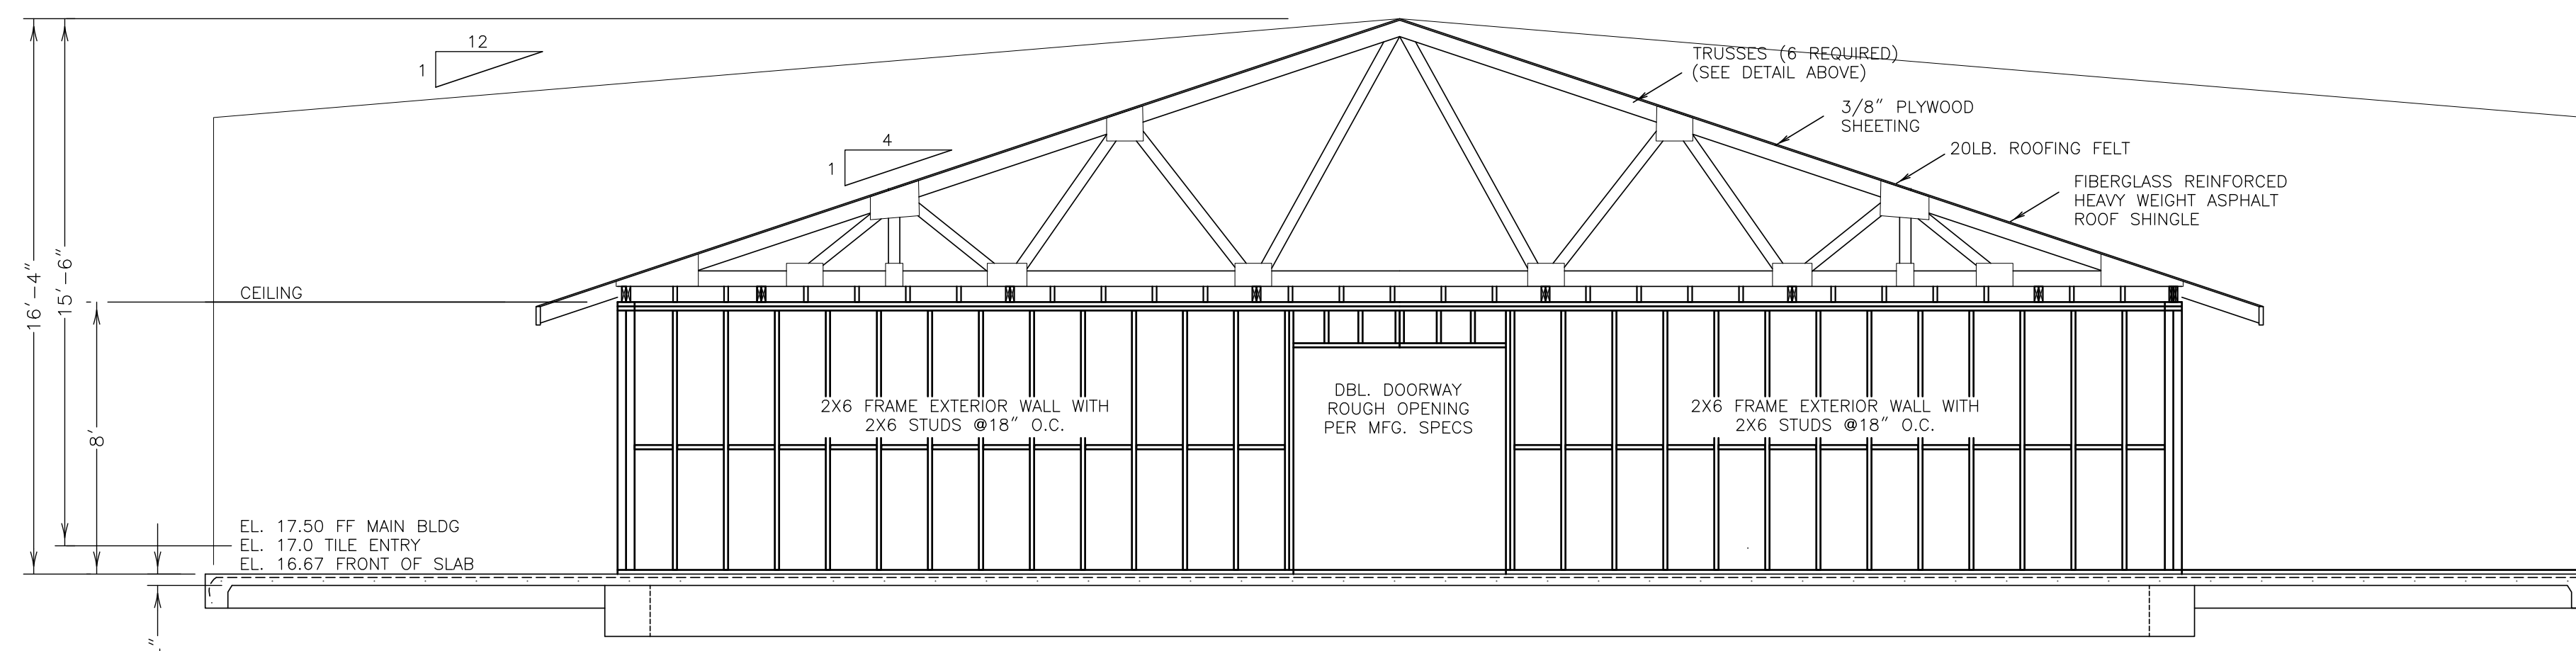 12
1
4
1
TRUSSES (6 REQUIRED)
(SEE DETAIL ABOVE)
3/8" PLYWOOD
SHEETING
20LB. ROOFING FELT
FIBERGLASS REINFORCED
HEAVY WEIGHT ASPHALT
ROOF SHINGLE
16'-4"
15'-6"
8'
CEILING
2X6 FRAME EXTERIOR WALL WITH
2X6 STUDS @18" O.C.
DBL. DOORWAY
ROUGH OPENING
PER MFG. SPECS
2X6 FRAME EXTERIOR WALL WITH
2X6 STUDS @18" O.C.
EL. 17.50 FF MAIN BLDG
EL. 17.0 TILE ENTRY
EL. 16.67 FRONT OF SLAB